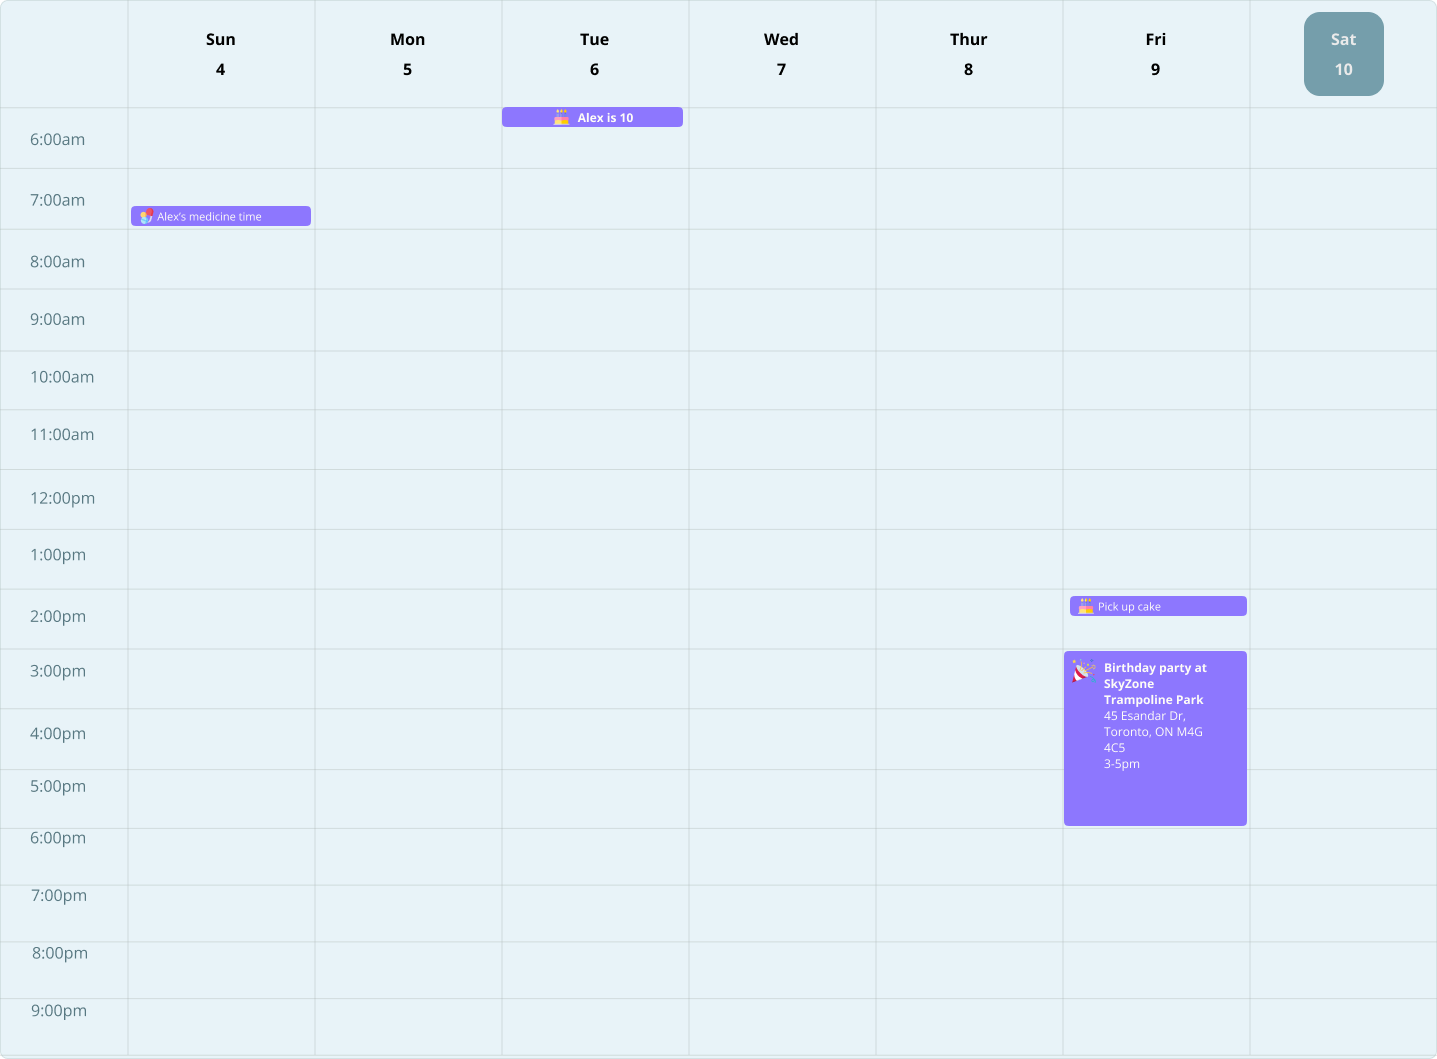 Sun
4
Mon
5
Tue
6
Wed
7
Thur
8
Fri
9
Sat
10
Alex is 10
6:00am
7:00am
Alex's medicine time
8:00am
9:00am
10:00am
11:00am
12:00pm
1:00pm
2:00pm
Pick up cake
3:00pm
Birthday party at
SkyZone
Trampoline Park
45 Esandar Dr,
Toronto, ON M4G
4C5
3-5pm
4:00pm
5:00pm
6:00pm
7:00pm
8:00pm
9:00pm